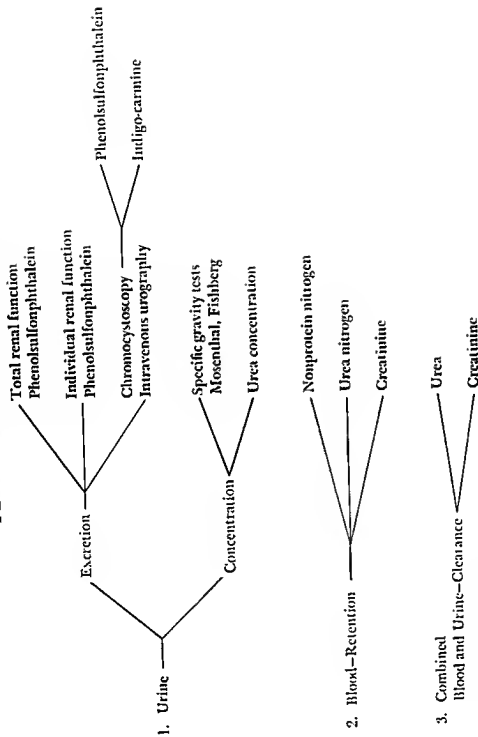 1. Urine
Excretion
Total renal function
Phenolsulfonphthalein
Individual renal function
Phenolsulfonphthalein
Chromocystoscopy
Intravenous urography
Phenolsulfonphthalein
Indigo-carmine
Concentration
Specific gravity tests
Mosenthal, Fishberg
Urea concentration
2. Blood–Retention
Nonprotein nitrogen
Urea nitrogen
Creatinine
3. Combined
Blood and Urine–Clearance
Urea
Creatinine